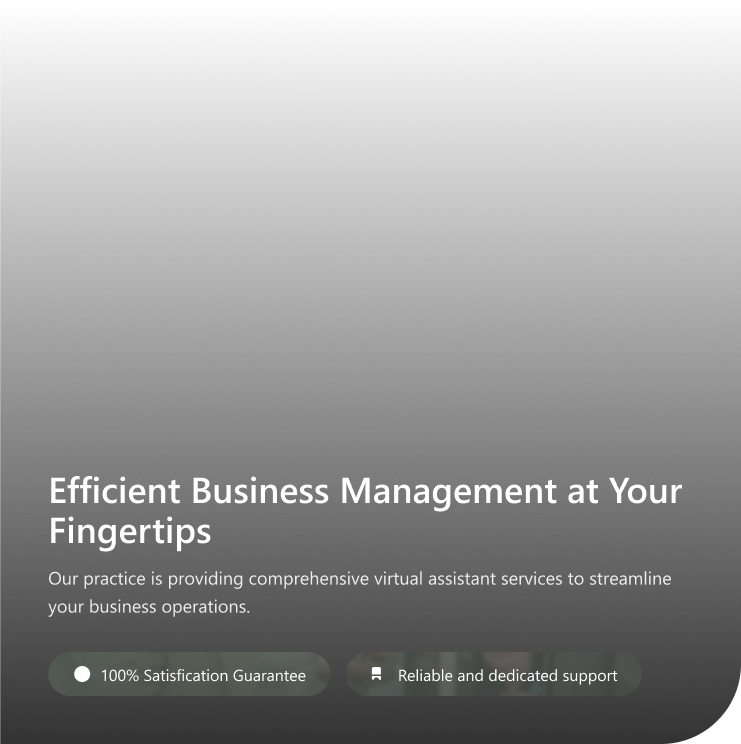 Efficient Business Management at Your
Fingertips
Our practice is providing comprehensive virtual assistant services to streamline
your business operations.
100% Satisfication Guarantee
Reliable and dedicated support